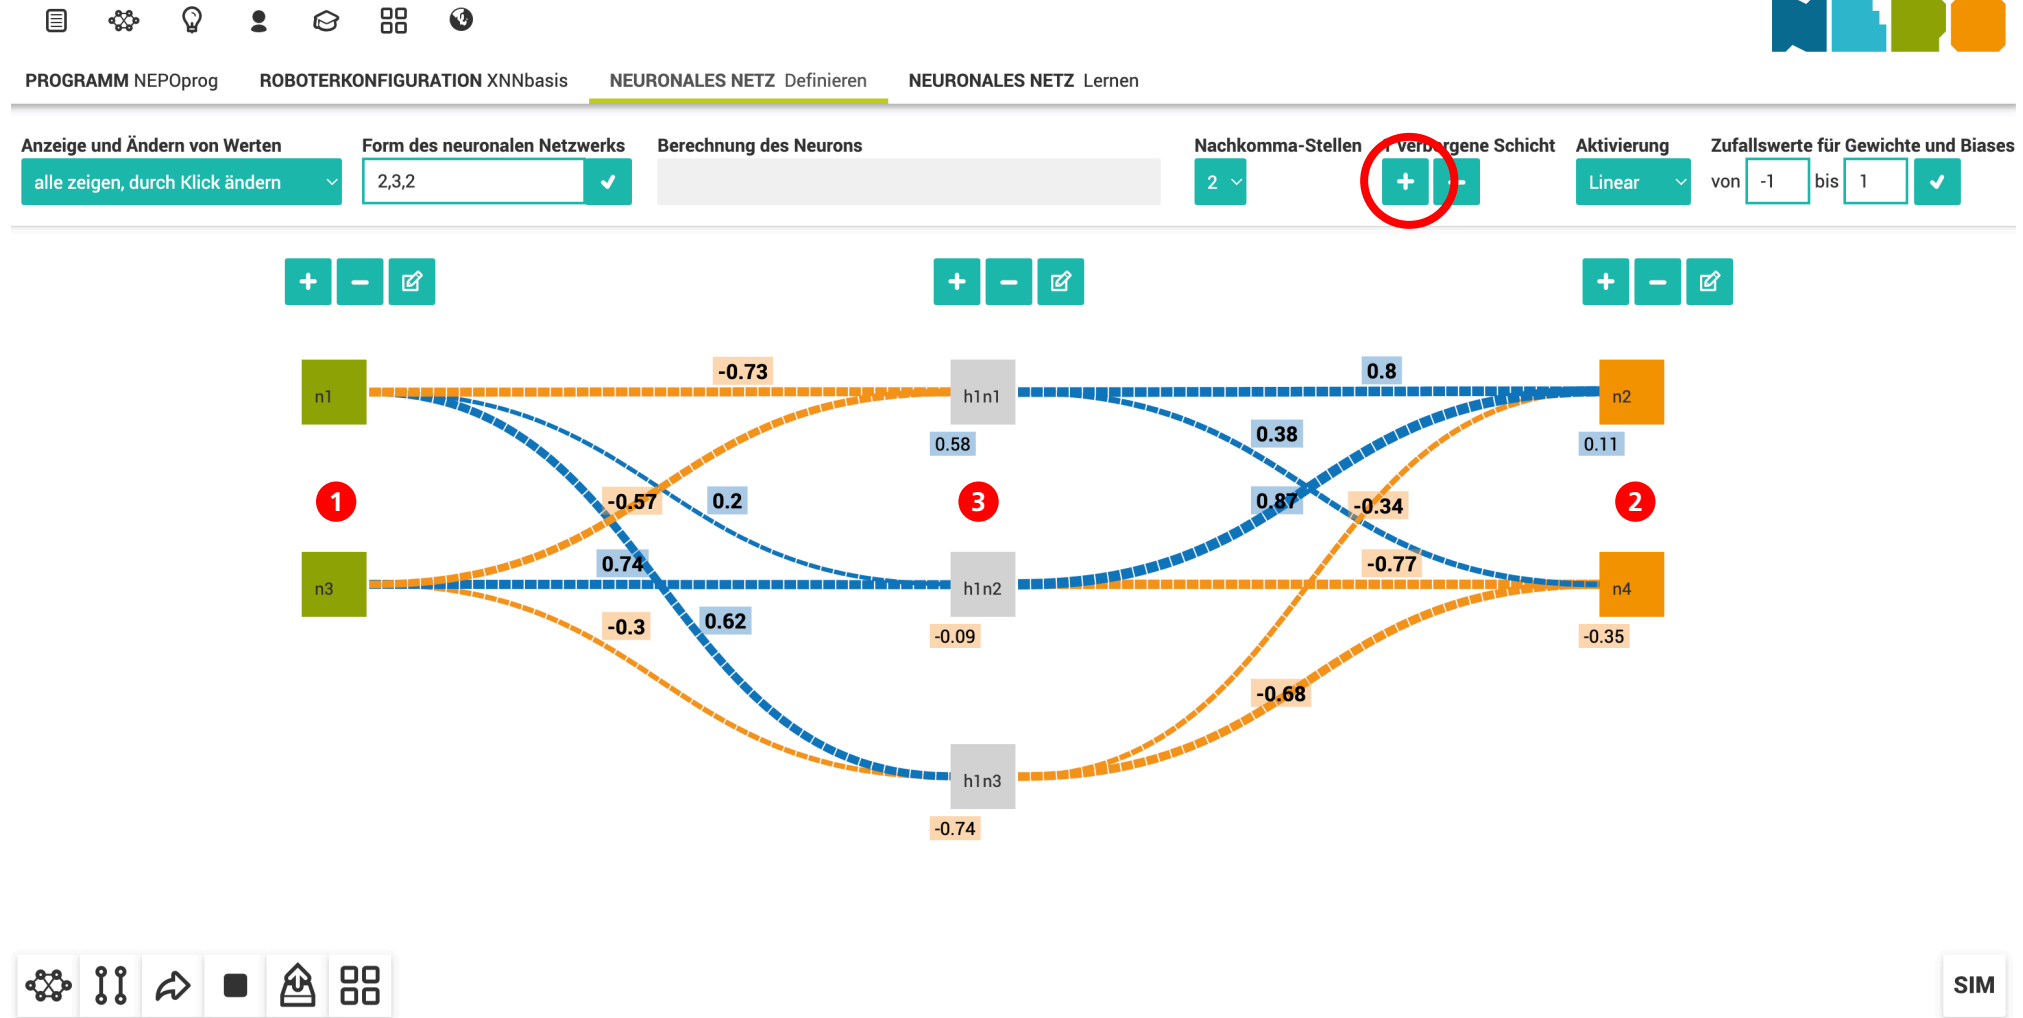 PROGRAMM NEPOprog ROBOTERKONFIGURATION XNNbasis NEURONALES NETZ Definieren NEURONALES NETZ Lernen
Anzeige und Ändern von Werten Form des neuronalen Netzwerks Berechnung des Neurons Nachkomma-Stellen 1 verborgene Schicht Aktivierung Zufallswerte für Gewichte und Biases
alle zeigen, durch Klick ändern 2,3,2 2 + - Linear von -1 bis 1
+ - + - + -
-0.73 0.8
n1 h1n1 n2
0.58 0.38 0.11
1 -0.57 0.2 3 0.87 -0.34 2
0.74 -0.77
n3 h1n2 n4
-0.3 0.62 -0.09 -0.35
-0.68
h1n3
-0.74
SIM